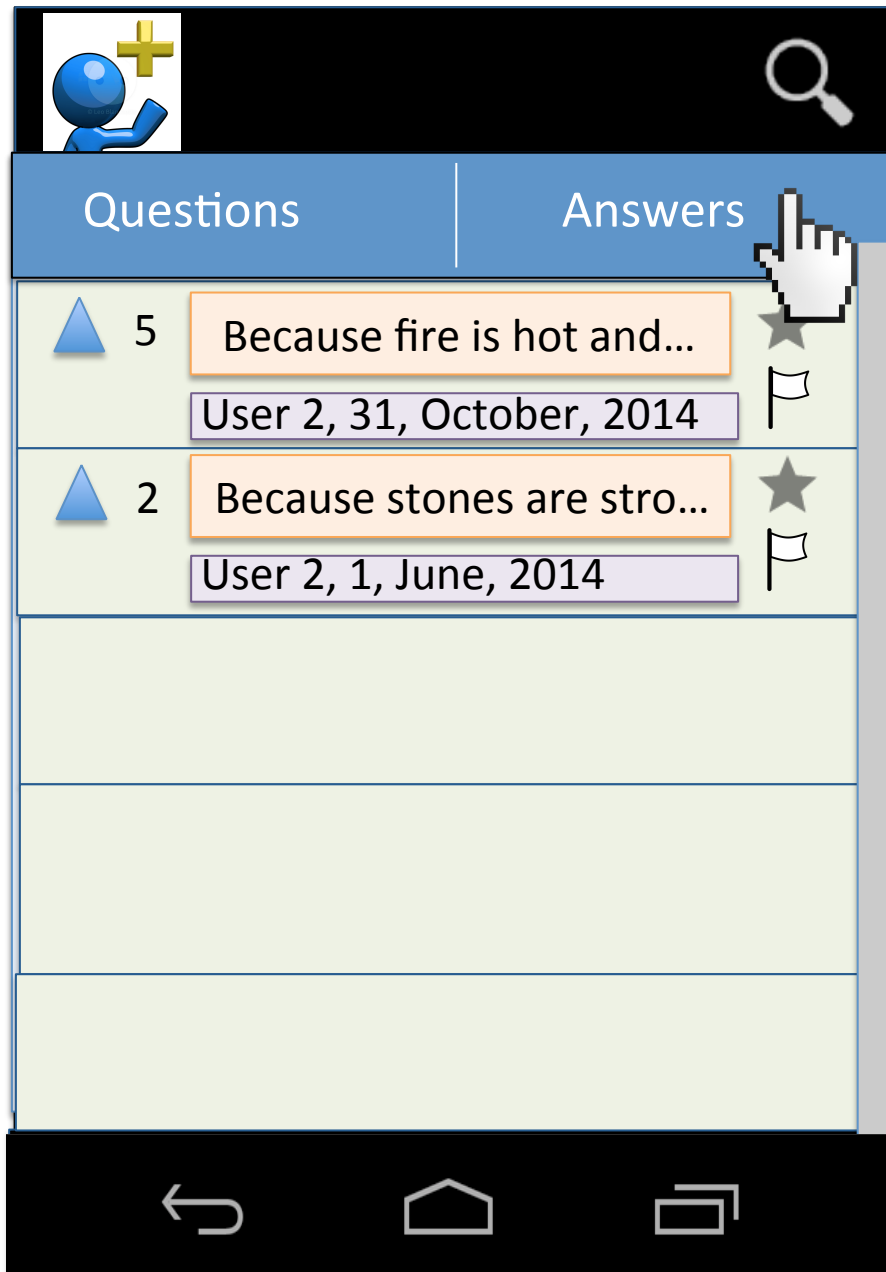 Questions
Answers
5
Because fire is hot and...
User 2, 31, October, 2014
2
Because stones are stro...
User 2, 1, June, 2014